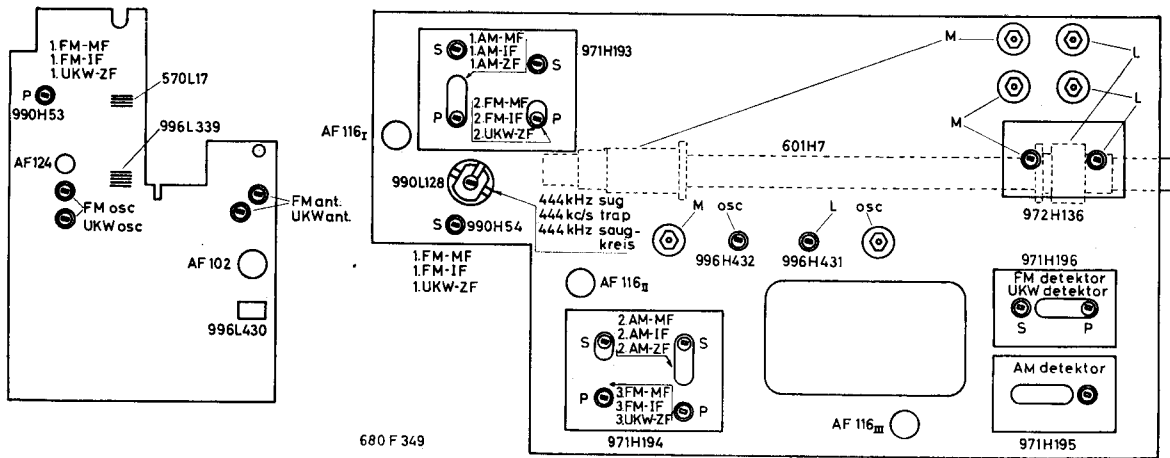 1.FM-MF
1.FM-IF
1.UKW-ZF
P
990H53
570L17
996L339
AF124
FM osc
UKW osc
FM ant.
UKW ant.
AF 102
996L430
S
1.AM-MF
1.AM-IF
1.AM-ZF
S
971H193
P
2.FM-MF
2.FM-IF
2.UKW-ZF
P
AF 116 I
990L128
444kHz sug
444kc/s trap
444kHz saug-
kreis
S
990H54
1.FM-MF
1.FM-IF
1.UKW-ZF
M
L
M
L
601H7
972H136
M osc
L osc
996H432
996H431
AF 116 II
S
2.AM-MF
2.AM-IF
2.AM-ZF
S
P
3.FM-MF
3.FM-IF
3.UKW-ZF
P
971H194
971H196
FM detektor
UKW detektor
S
P
AM detektor
971H195
AF 116 III
680 F 349